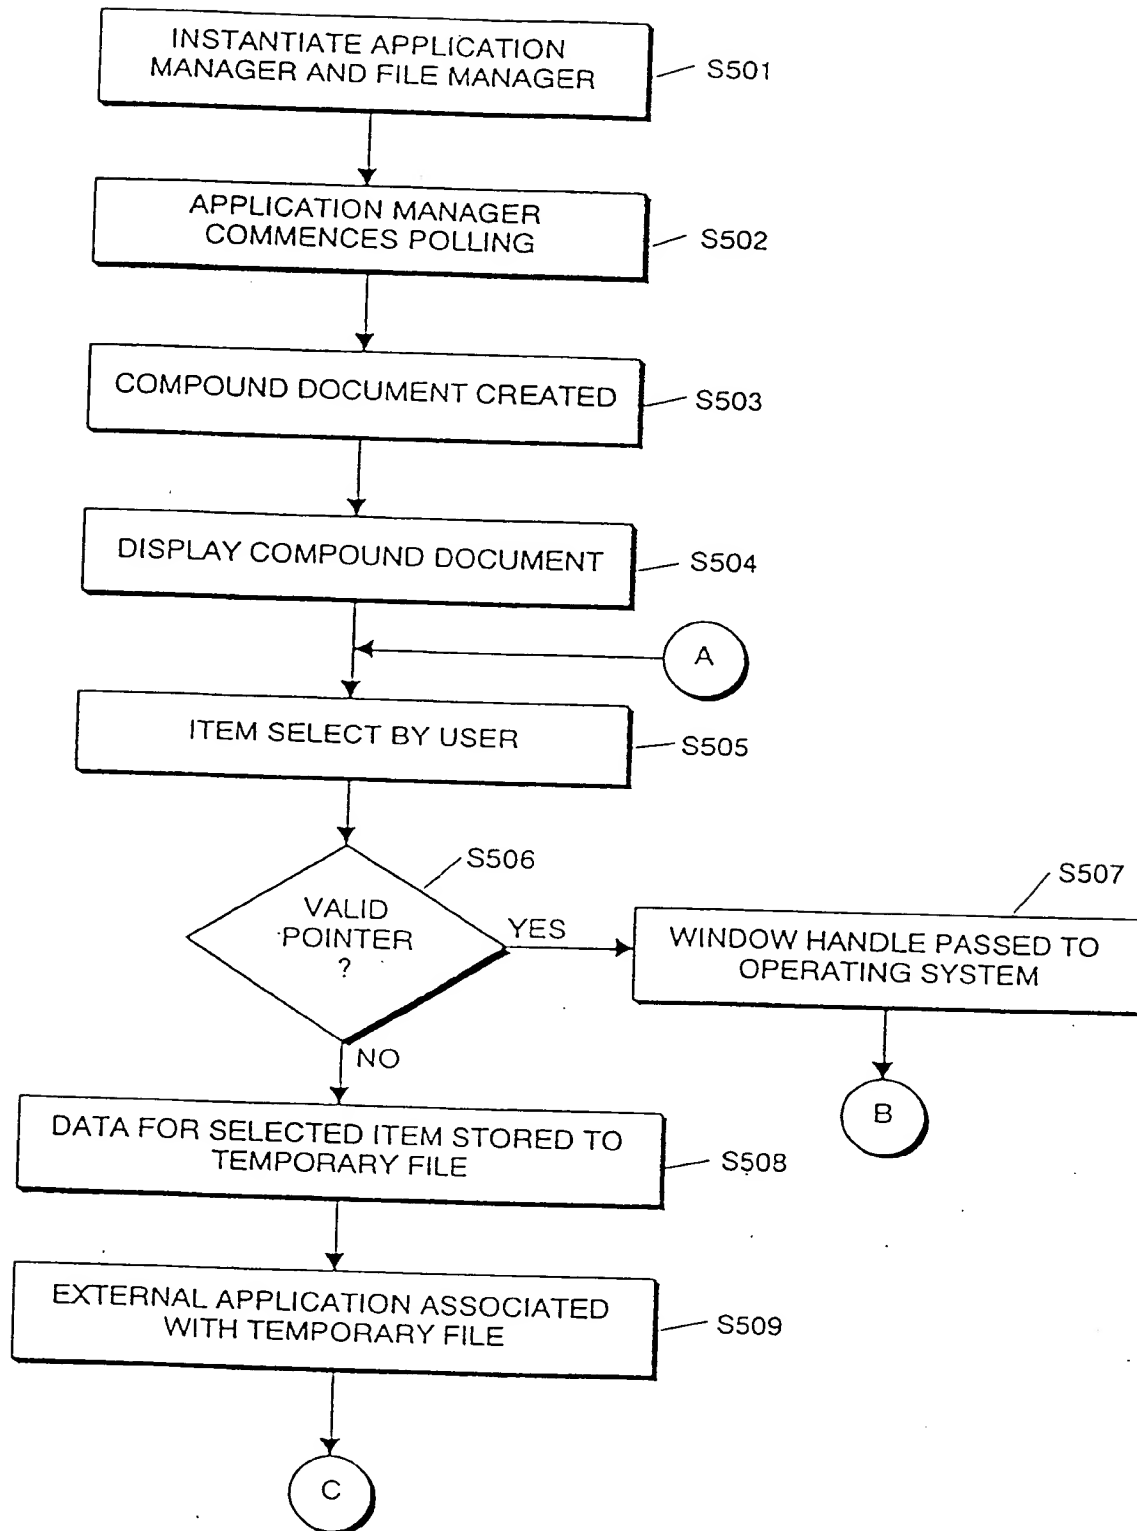 INSTANTIATE APPLICATION
MANAGER AND FILE MANAGER
S501
APPLICATION MANAGER
COMMENCES POLLING
S502
COMPOUND DOCUMENT CREATED
S503
DISPLAY COMPOUND DOCUMENT
S504
A
ITEM SELECT BY USER
S505
S506
VALID
POINTER
?
YES
S507
WINDOW HANDLE PASSED TO
OPERATING SYSTEM
NO
B
DATA FOR SELECTED ITEM STORED TO
TEMPORARY FILE
S508
EXTERNAL APPLICATION ASSOCIATED
WITH TEMPORARY FILE
S509
C